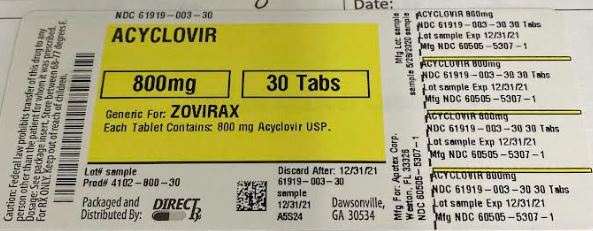 Date:
NDC 61919-003-30
ACYCLOVIR
800mg
30 Tabs
Generic For: ZOVIRAX
Each Tablet Contains: 800 mg Acyclovir USP.
Caution: Federal law prohibits transfer of this drug to any
person other than the patient for whom it was prescribed.
Dosage: See package insert. Store between 68-77 degrees F.
For RX ONLY. Keep out of reach of children.
Lot# sample
Prod# 4102-800-30
Packaged and
Distributed By:
DIRECT Rx
Discard After: 12/31/21
61919-003-30
sample
12/31/21
A5S24
Dawsonville,
GA 30534
Mfg Lot: sample
sample 5/28/2020 sample
Mfg For: Apotex Corp.
Weston, FL 33326
NDC 60505-5307-1
ACYCLOVIR 800mg
NDC 61919-003-30 30 Tabs
Lot sample Exp 12/31/21
Mfg NDC 60505-5307-1
ACYCLOVIR 800mg
NDC 61919-003-30 30 Tabs
Lot sample Exp 12/31/21
Mfg NDC 60505-5307-1
ACYCLOVIR 800mg
NDC 61919-003-30 30 Tabs
Lot sample Exp 12/31/21
Mfg NDC 60505-5307-1
ACYCLOVIR 800mg
NDC 61919-003-30 30 Tabs
Lot sample Exp 12/31/21
Mfg NDC 60505-5307-1